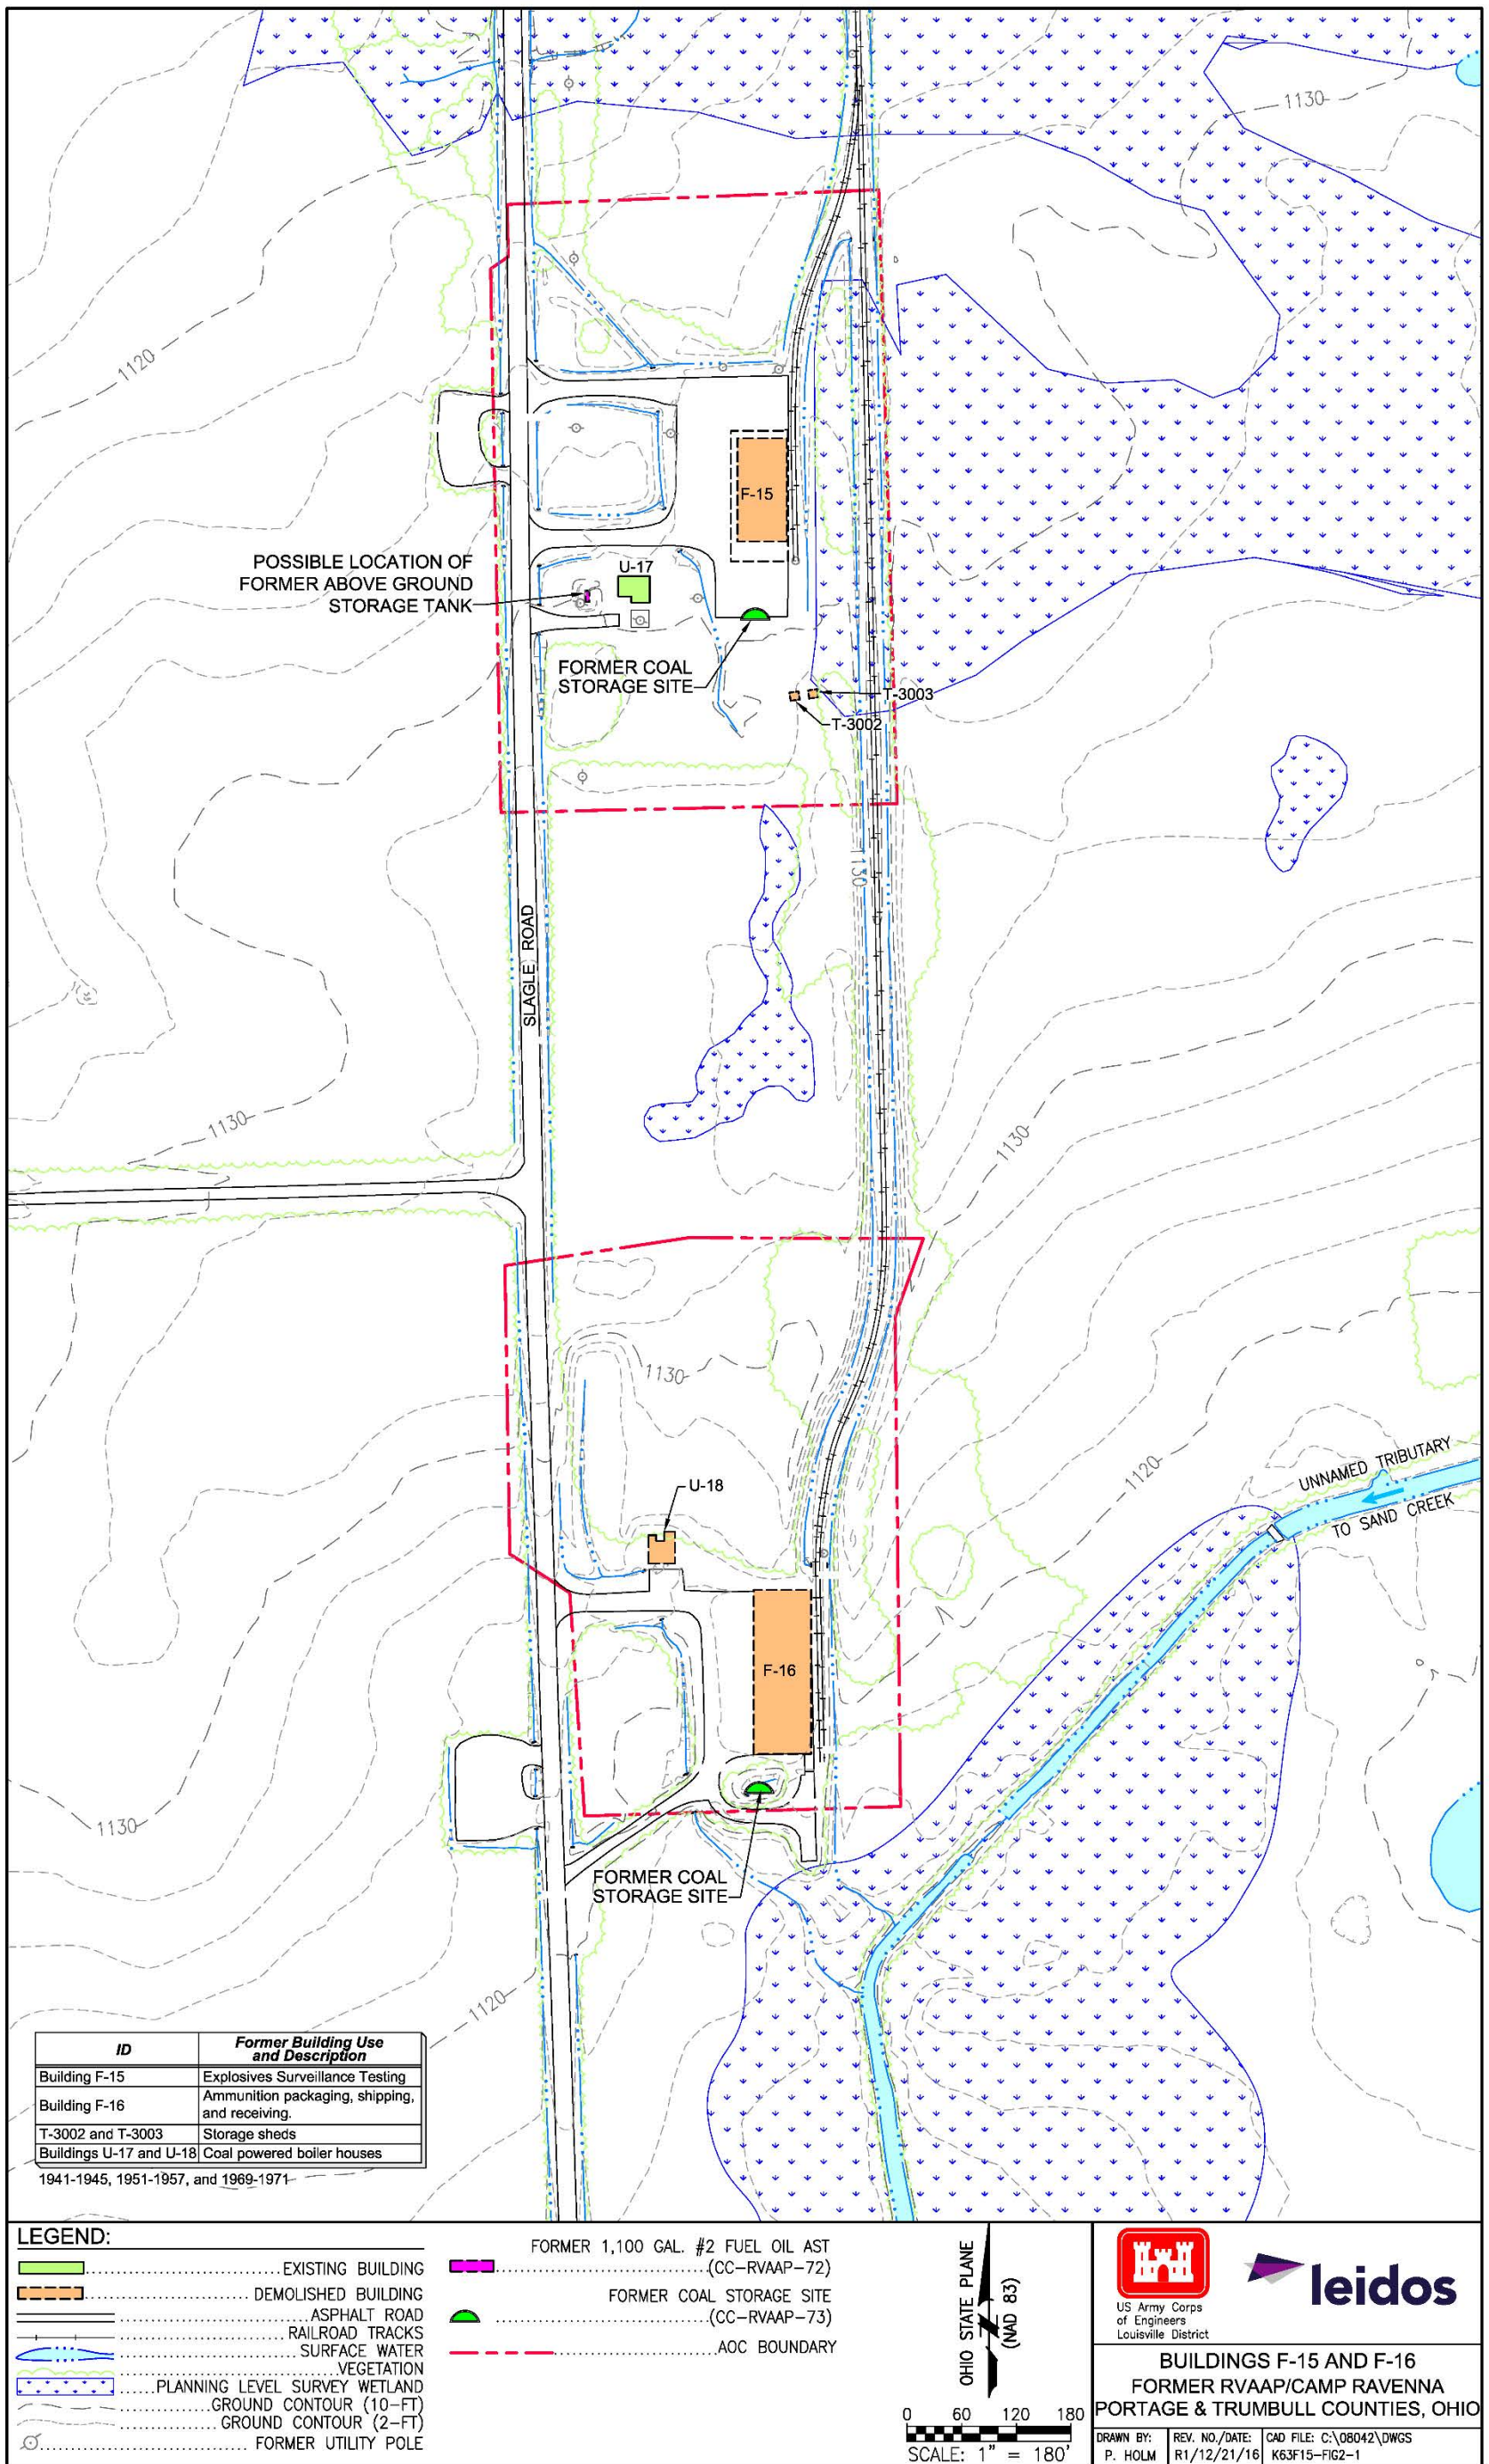 1130
1120
F-15
POSSIBLE LOCATION OF
FORMER ABOVE GROUND
STORAGE TANK
U-17
FORMER COAL
STORAGE SITE
T-3003
T-3002
1130
SLAGLE ROAD
1130
1130
1130
U-18
1120
UNNAMED TRIBUTARY
TO SAND CREEK
F-16
1130
FORMER COAL
STORAGE SITE
1120
ID
Former Building Use
and Description
Building F-15
Explosives Surveillance Testing
Building F-16
Ammunition packaging, shipping,
and receiving.
T-3002 and T-3003
Storage sheds
Buildings U-17 and U-18
Coal powered boiler houses
1941-1945, 1951-1957, and 1969-1971
LEGEND:
EXISTING BUILDING
DEMOLISHED BUILDING
ASPHALT ROAD
RAILROAD TRACKS
SURFACE WATER
VEGETATION
PLANNING LEVEL SURVEY WETLAND
GROUND CONTOUR (10-FT)
GROUND CONTOUR (2-FT)
FORMER UTILITY POLE
FORMER 1,100 GAL. #2 FUEL OIL AST
(CC-RVAAP-72)
FORMER COAL STORAGE SITE
(CC-RVAAP-73)
AOC BOUNDARY
OHIO STATE PLANE
(NAD 83)
N
0 60 120 180
SCALE: 1" = 180'
US Army Corps
of Engineers
Louisville District
leidos
BUILDINGS F-15 AND F-16
FORMER RVAAP/CAMP RAVENNA
PORTAGE & TRUMBULL COUNTIES, OHIO
DRAWN BY:
P. HOLM
REV. NO./DATE:
R1/12/21/16
CAD FILE: C:\08042\DWGS
K63F15-FIG2-1